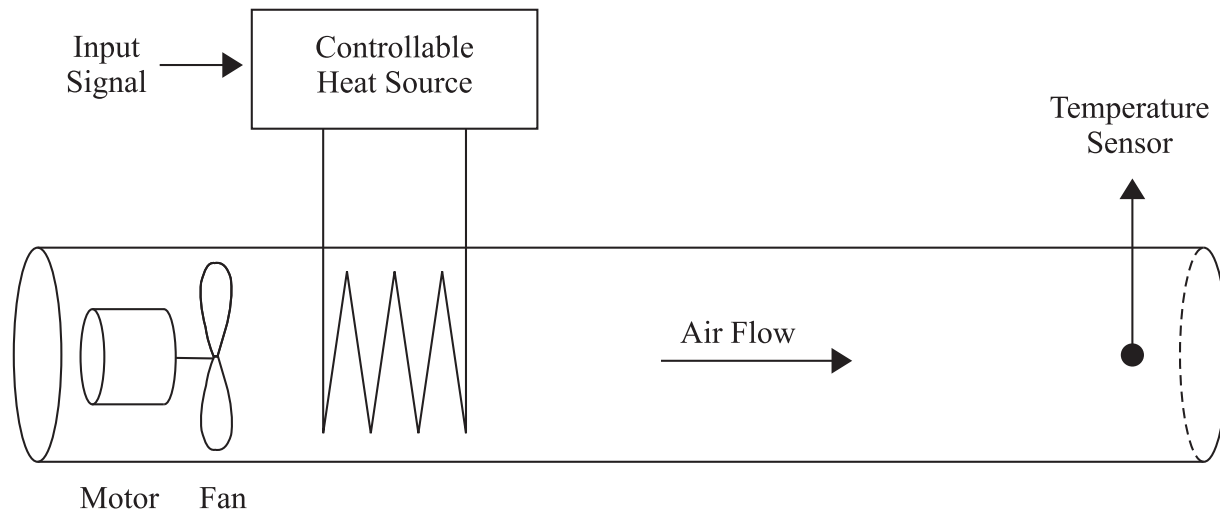 Input
Signal
Controllable
Heat Source
Temperature
Sensor
Air Flow
Motor
Fan